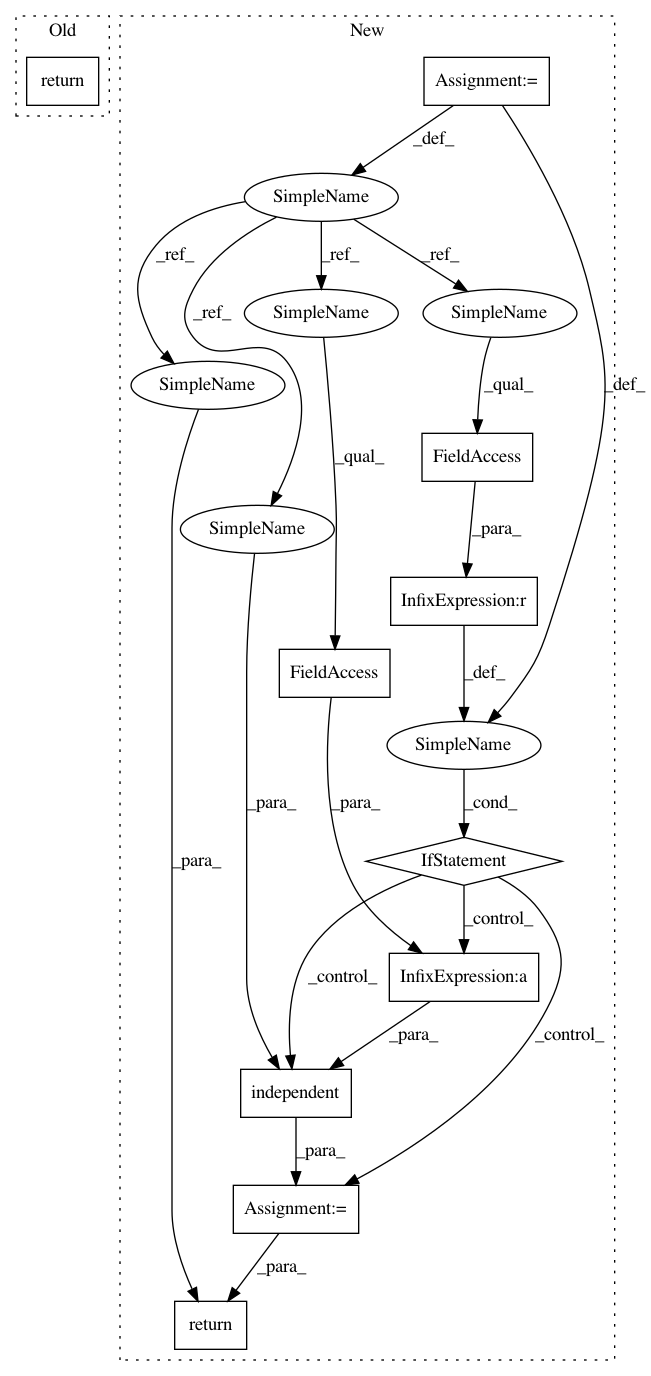 Old
New
return
Assignment:=
_def_
SimpleName
_ref_
_ref_
_ref_
_ref_
SimpleName
SimpleName
SimpleName
_qual_
_def_
_qual_
FieldAccess
SimpleName
_para_
InfixExpression:r
FieldAccess
_def_
SimpleName
_para_
_para_
_cond_
_para_
IfStatement
_control_
_control_
InfixExpression:a
_para_
_control_
independent
_para_
Assignment:=
_para_
return